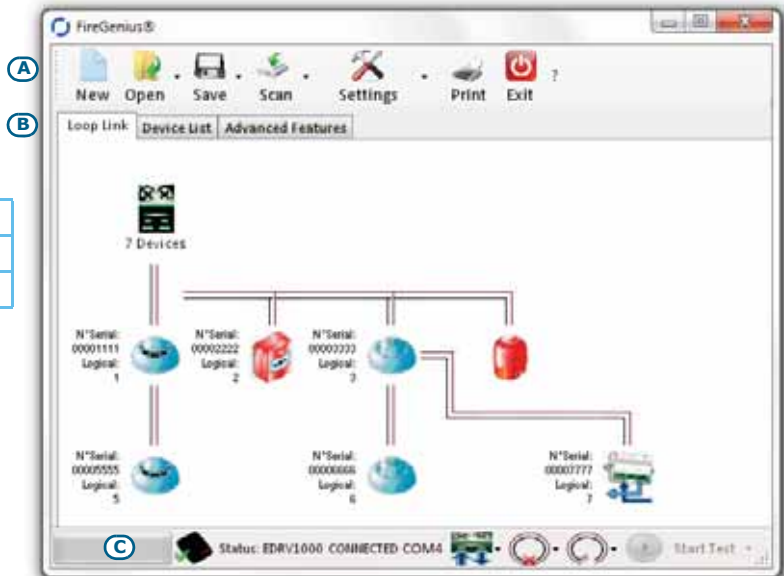 FireGenius®
A
New Open Save Scan Settings Print Exit ?
B
Loop Link Device List Advanced Features
7 Devices
N°Serial: 00001111 Logical: 1
N°Serial: 00002222 Logical: 2
N°Serial: 00003333 Logical: 3
N°Serial: 00005555 Logical: 5
N°Serial: 00006666 Logical: 6
N°Serial: 00007777 Logical: 7
C
Status: EDRV1000 CONNECTED COM4
Start Test